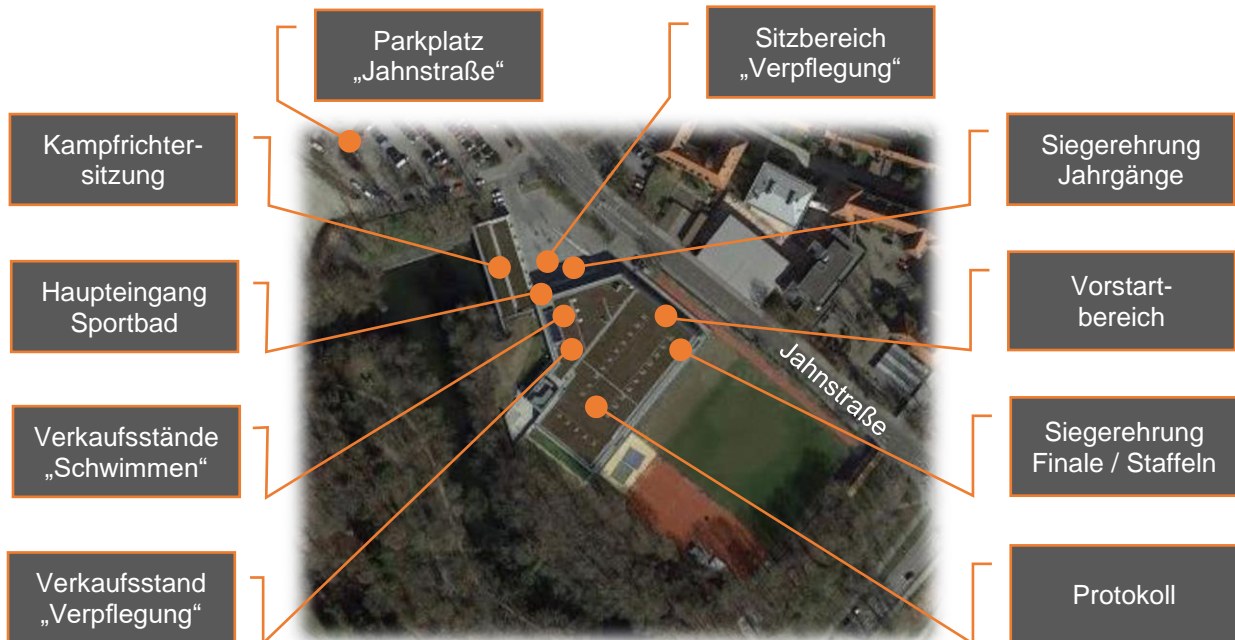 Parkplatz
„Jahnstraße“
Sitzbereich
„Verpflegung“
Kampfrichter-
sitzung
Siegerehrung
Jahrgänge
Haupteingang
Sportbad
Vorstart-
bereich
Jahnstraße
Verkaufsstände
„Schwimmen“
Siegerehrung
Finale / Staffeln
Verkaufsstand
„Verpflegung“
Protokoll